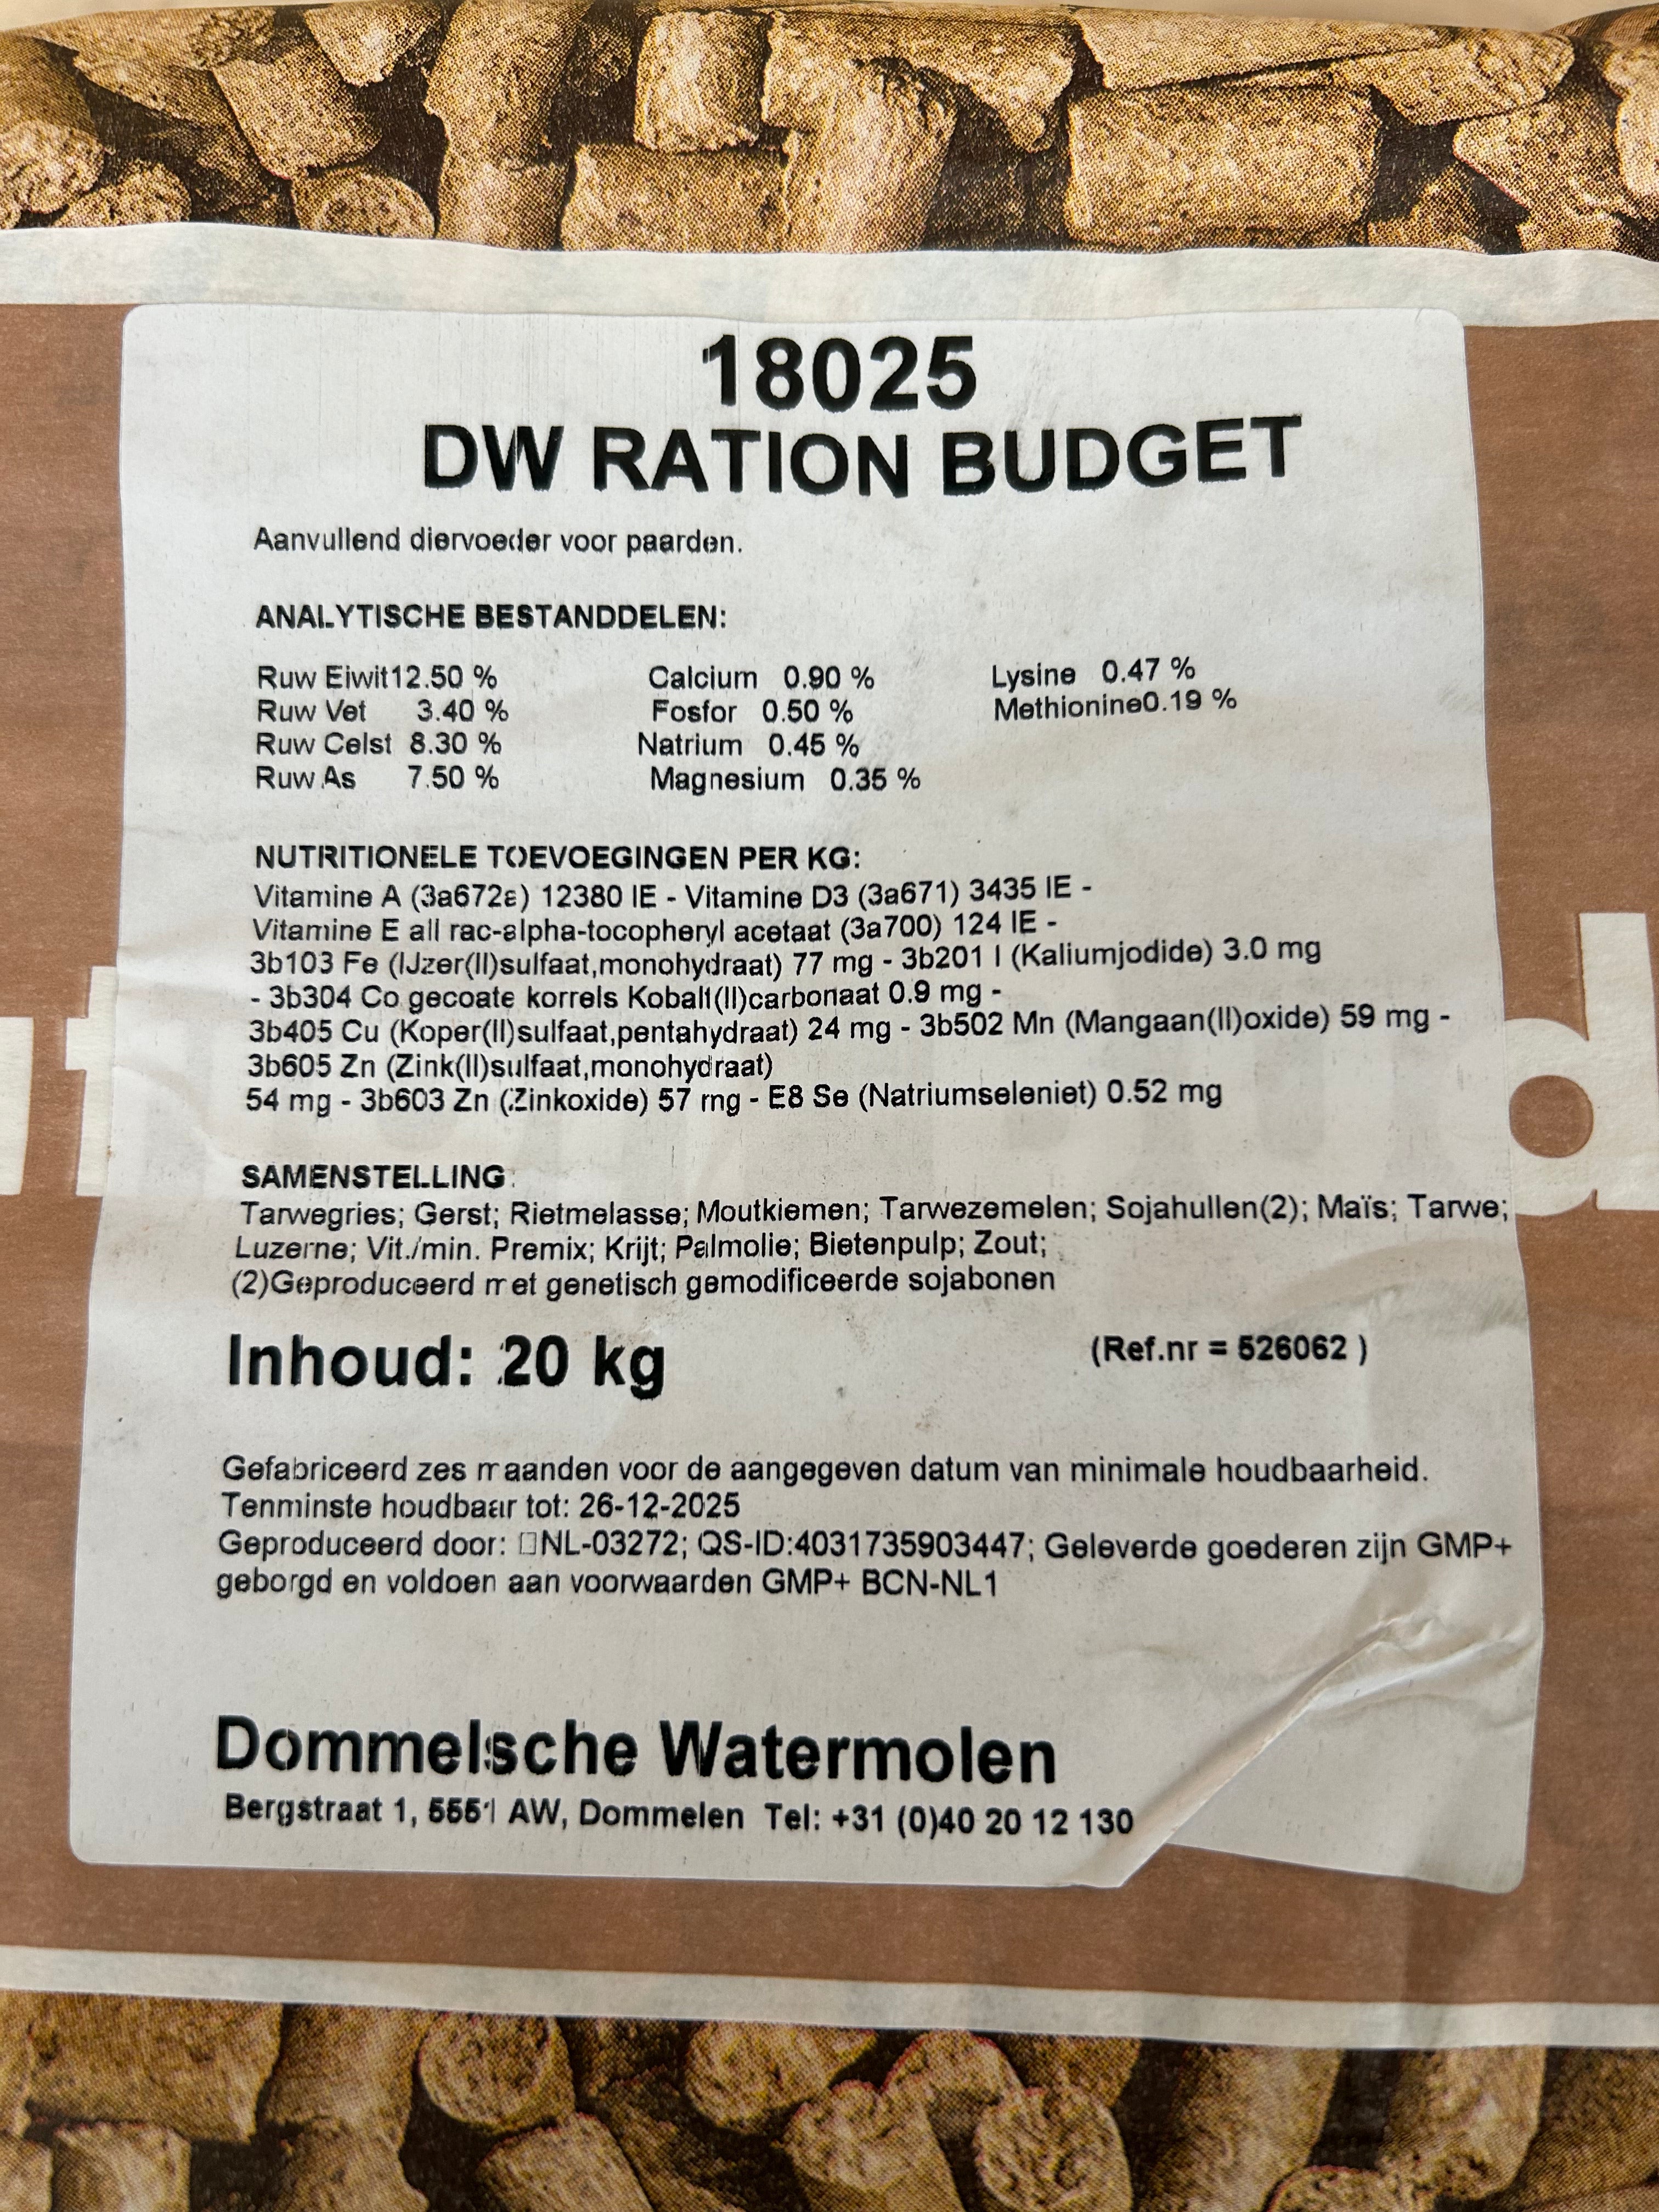 18025
DW RATION BUDGET
Aanvullend diervoeder voor paarden.
ANALYTISCHE BESTANDDELEN:
Ruw Eiwit12.50 % Calcium 0.90 % Lysine 0.47 %
Ruw Vet 3.40 % Fosfor 0.50 % Methionine0.19 %
Ruw Celst 8.30 % Natrium 0.45 %
Ruw As 7.50 % Magnesium 0.35 %
NUTRITIONELE TOEVOEGINGEN PER KG:
Vitamine A (3a672a) 12380 IE - Vitamine D3 (3a671) 3435 IE -
Vitamine E all rac-alpha-tocopheryl acetaat (3a700) 124 IE -
3b103 Fe (IJzer(II)sulfaat,monohydraat) 77 mg - 3b201 I (Kaliumjodide) 3.0 mg
- 3b304 Co gecoate korrels Kobalt(II)carbonaat 0.9 mg -
3b405 Cu (Koper(II)sulfaat,pentahydraat) 24 mg - 3b502 Mn (Mangaan(II)oxide) 59 mg -
3b605 Zn (Zink(II)sulfaat,monohydraat)
54 mg - 3b603 Zn (Zinkoxide) 57 mg - E8 Se (Natriumseleniet) 0.52 mg
SAMENSTELLING:
Tarwegries; Gerst; Rietmelasse; Moutkiemen; Tarwezemelen; Sojahullen(2); Maïs; Tarwe;
Luzerne; Vit./min. Premix; Krijt; Palmolie; Bietenpulp; Zout;
(2)Geproduceerd met genetisch gemodificeerde sojabonen
Inhoud: 20 kg (Ref.nr = 526062 )
Gefabriceerd zes maanden voor de aangegeven datum van minimale houdbaarheid.
Tenminste houdbaar tot: 26-12-2025
Geproduceerd door: NL-03272; QS-ID:4031735903447; Geleverde goederen zijn GMP+
geborgd en voldoen aan voorwaarden GMP+ BCN-NL1
Dommelsche Watermolen
Bergstraat 1, 5551 AW, Dommelen Tel: +31 (0)40 20 12 130